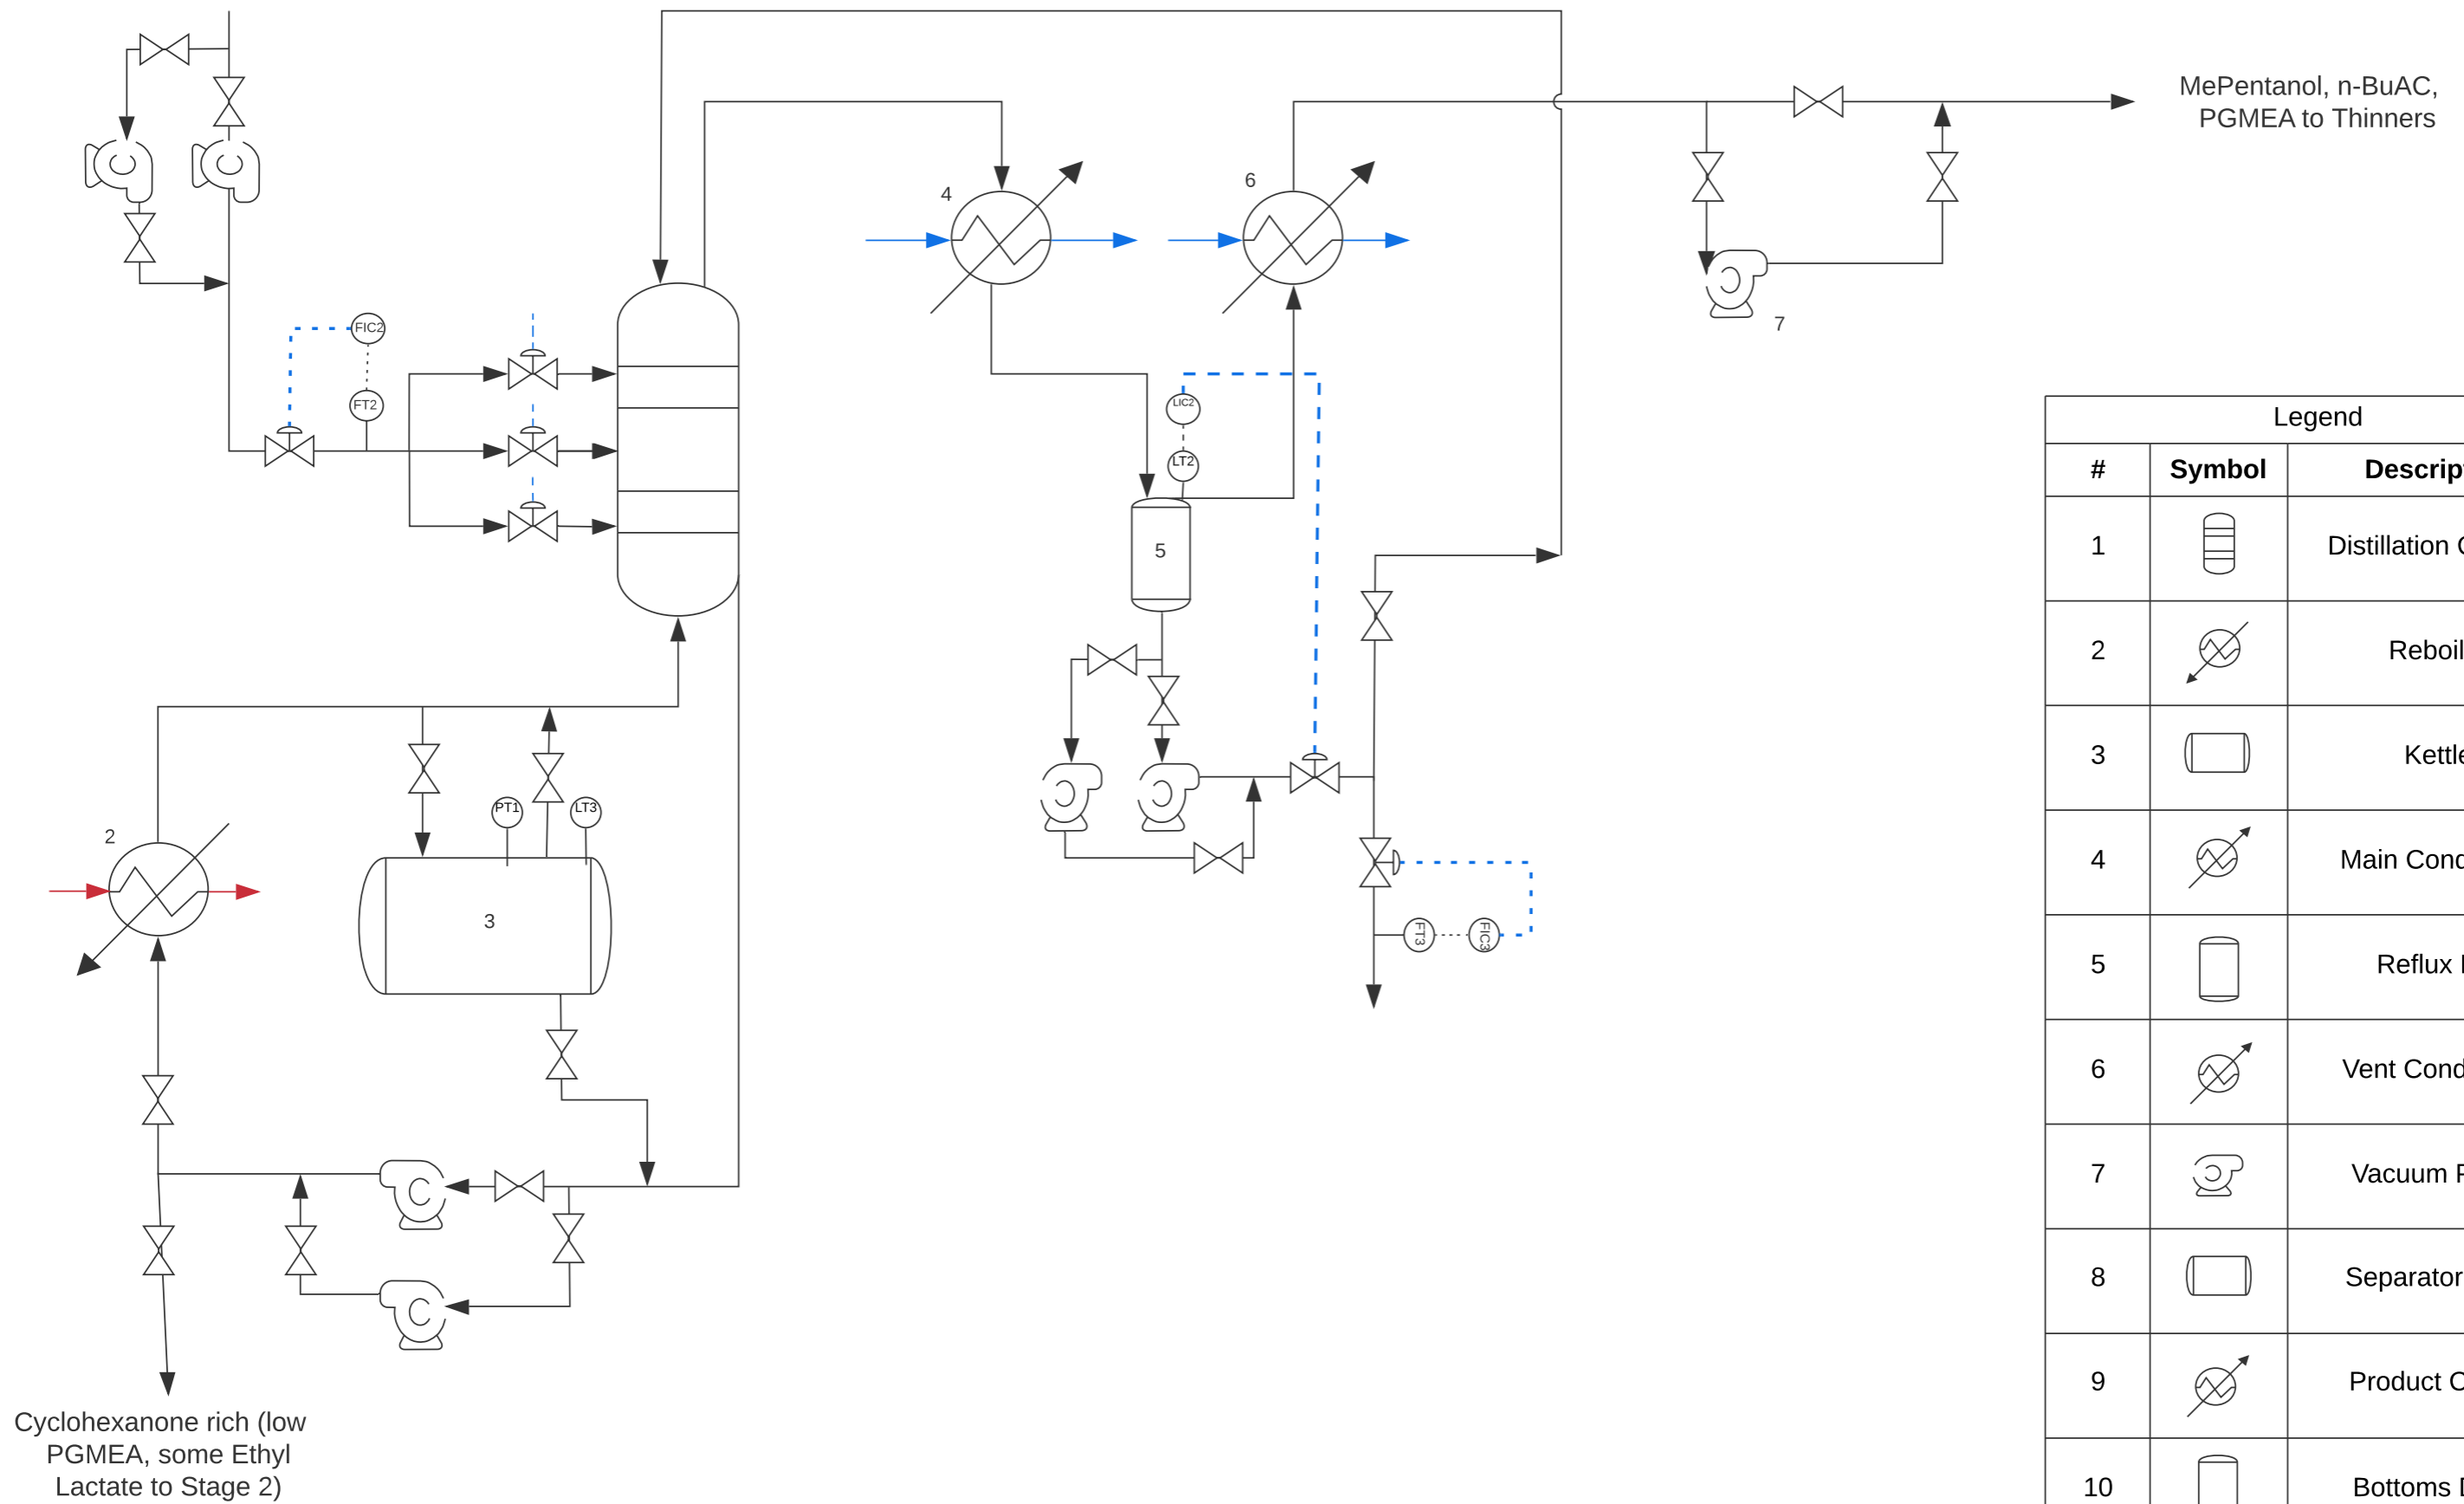 MePentanol, n-BuAC,
PGMEA to Thinners
4
6
7
FIC2
FT2
LIC2
LT2
5
2
PT1
LT3
3
FT3
FIC3
Cyclohexanone rich (low
PGMEA, some Ethyl
Lactate to Stage 2)
Legend
# Symbol Descrip
1 Distillation
2 Reboil
3 Kettle
4 Main Cond
5 Reflux
6 Vent Cond
7 Vacuum
8 Separator
9 Product
10 Bottoms